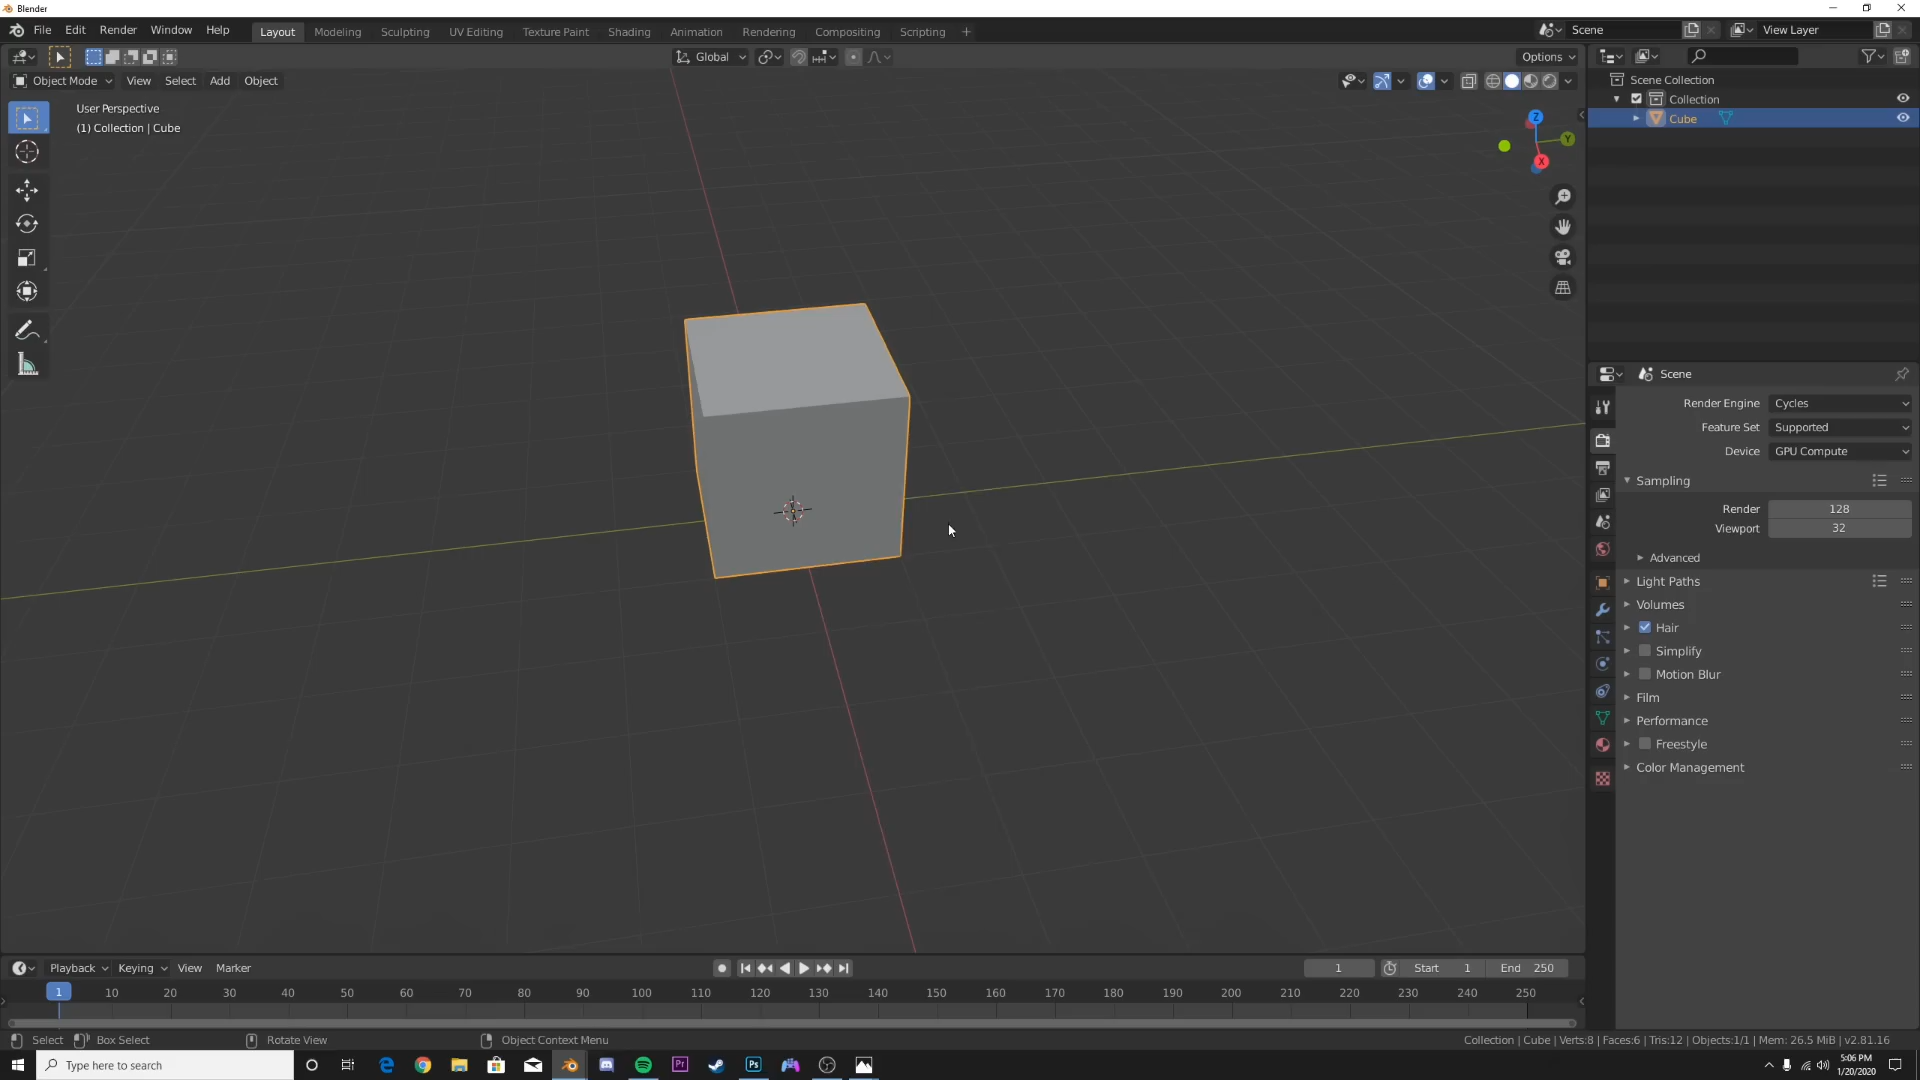 Blender
File Edit Render Window Help Layout Modeling Sculpting UV Editing Texture Paint Shading Animation Rendering Compositing Scripting + Scene View Layer
Global Options
Object Mode View Select Add Object
User Perspective
(1) Collection | Cube
Z
Y
X
Scene Collection
Collection
Cube
Scene
Render Engine Cycles
Feature Set Supported
Device GPU Compute
Sampling
Render 128
Viewport 32
Advanced
Light Paths
Volumes
Hair
Simplify
Motion Blur
Film
Performance
Freestyle
Color Management
Playback Keying View Marker 1 Start 1 End 250
1 10 20 30 40 50 60 70 80 90 100 110 120 130 140 150 160 170 180 190 200 210 220 230 240 250
Select Box Select Rotate View Object Context Menu Collection | Cube | Verts:8 | Faces:6 | Tris:12 | Objects:1/1 | Mem: 26.5 MiB | v2.81.16
Type here to search Pr Ps 5:06 PM
1/20/2020